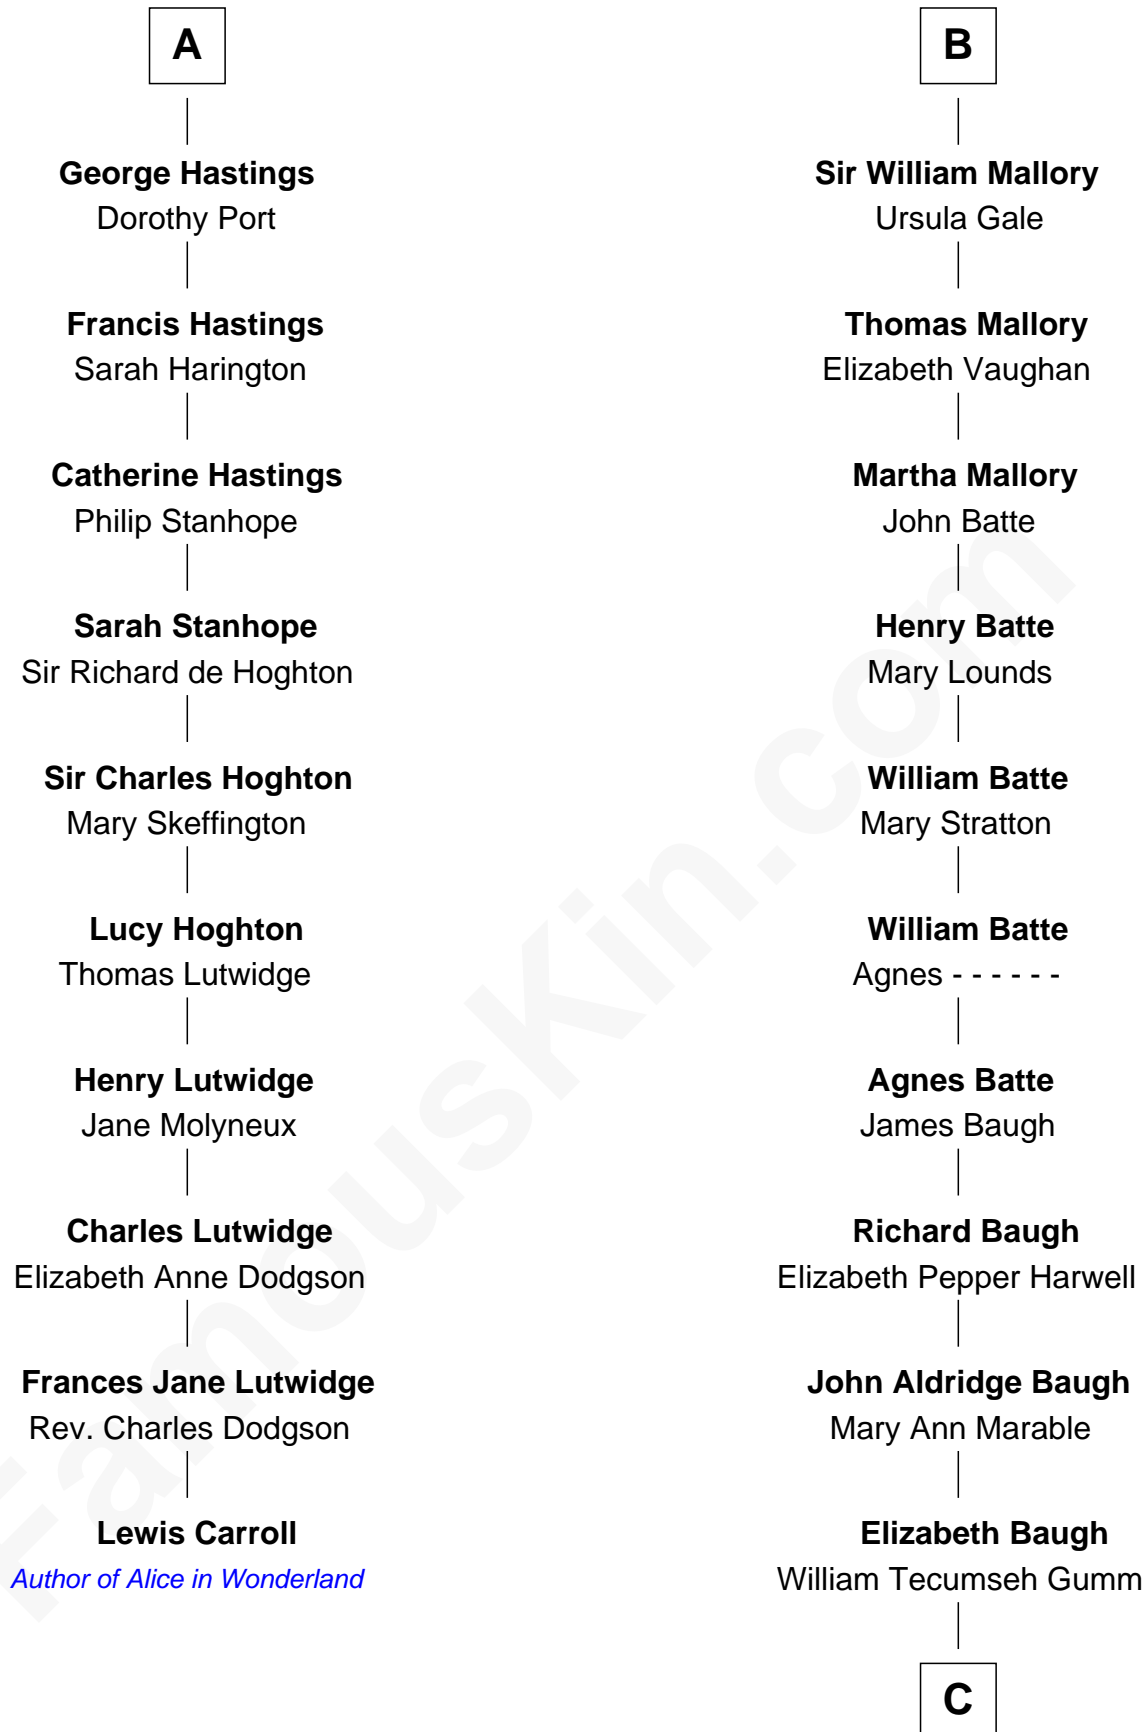 A
George Hastings
Dorothy Port
Francis Hastings
Sarah Harington
Catherine Hastings
Philip Stanhope
Sarah Stanhope
Sir Richard de Hoghton
Sir Charles Hoghton
Mary Skeffington
Lucy Hoghton
Thomas Lutwidge
Henry Lutwidge
Jane Molyneux
Charles Lutwidge
Elizabeth Anne Dodgson
Frances Jane Lutwidge
Rev. Charles Dodgson
Lewis Carroll
Author of Alice in Wonderland
B
Sir William Mallory
Ursula Gale
Thomas Mallory
Elizabeth Vaughan
Martha Mallory
John Batte
Henry Batte
Mary Lounds
William Batte
Mary Stratton
William Batte
Agnes - - - - - -
Agnes Batte
James Baugh
Richard Baugh
Elizabeth Pepper Harwell
John Aldridge Baugh
Mary Ann Marable
Elizabeth Baugh
William Tecumseh Gumm
C
FamousKin.com